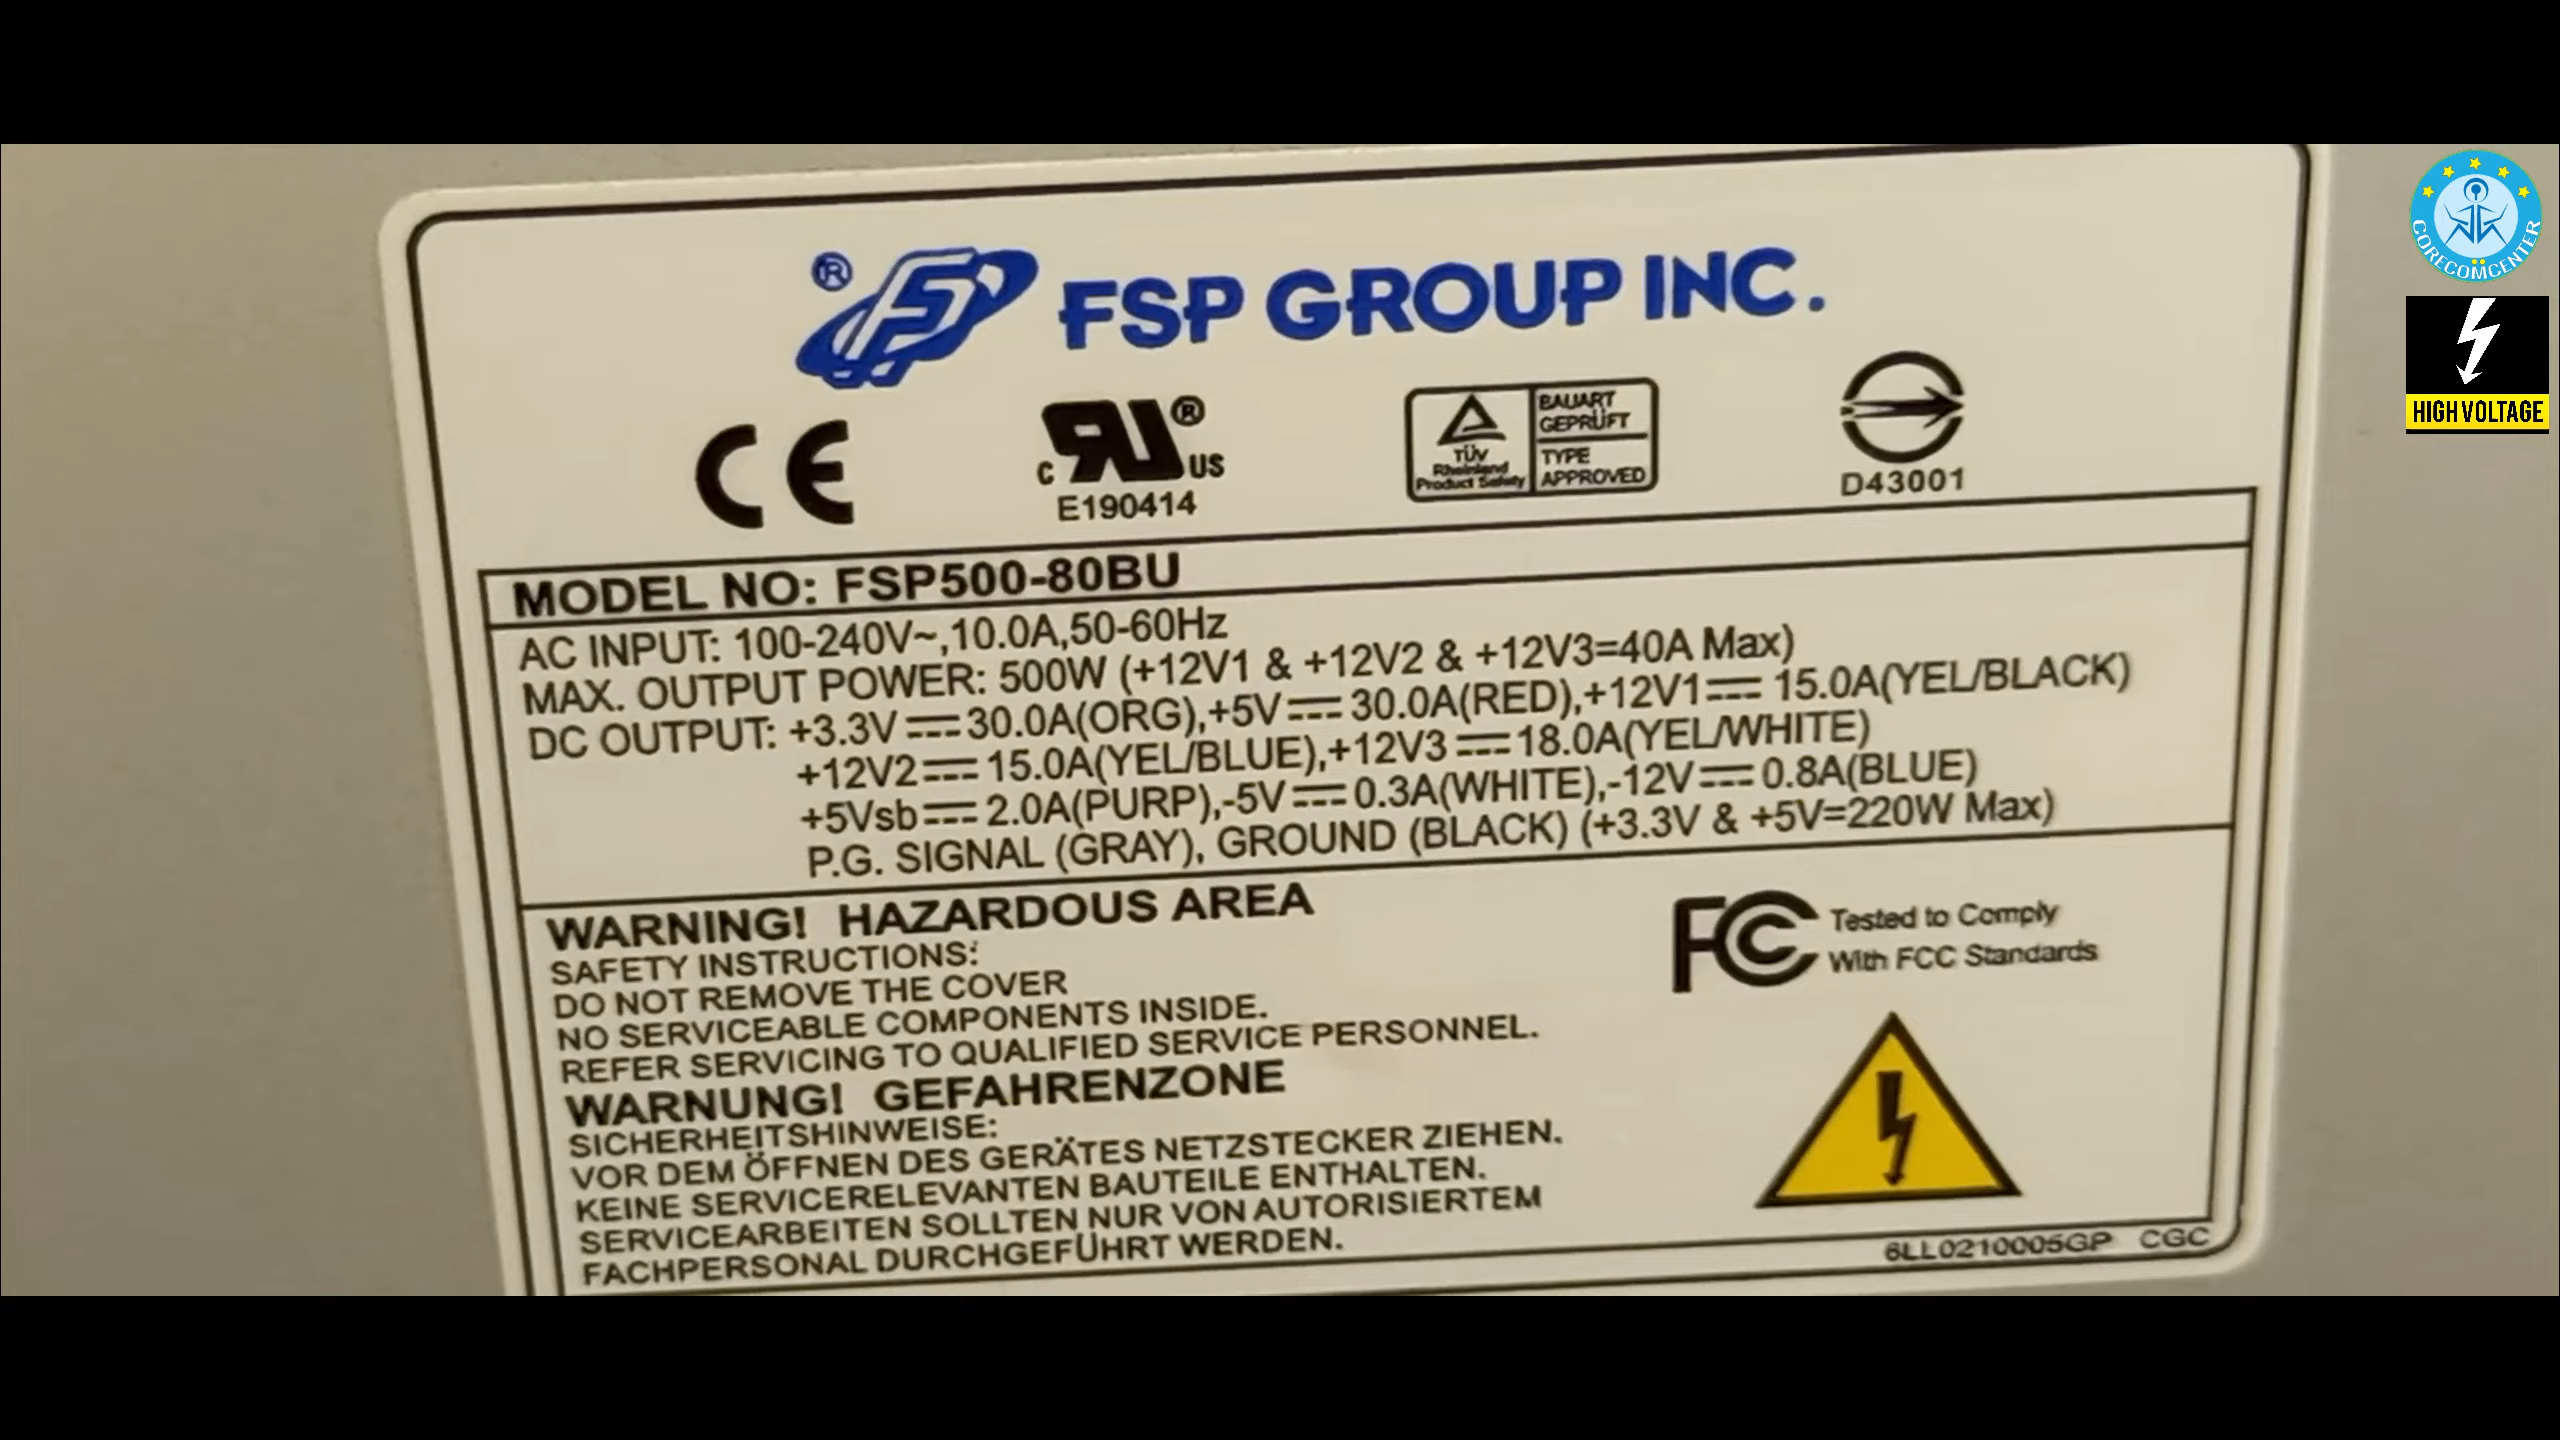 ® FSP GROUP INC.
CE
C RU® US
E190414
TÜV
Rheinland
Product Safety
BAUART
GEPRÜFT
TYPE
APPROVED
D43001
MODEL NO: FSP500-80BU
AC INPUT: 100-240V~,10.0A,50-60Hz
MAX. OUTPUT POWER: 500W (+12V1 & +12V2 & +12V3=40A Max)
DC OUTPUT: +3.3V⎓30.0A(ORG),+5V⎓30.0A(RED),+12V1⎓15.0A(YEL/BLACK)
+12V2⎓15.0A(YEL/BLUE),+12V3⎓18.0A(YEL/WHITE)
+5Vsb⎓2.0A(PURP),-5V⎓0.3A(WHITE),-12V⎓0.8A(BLUE)
P.G. SIGNAL (GRAY), GROUND (BLACK) (+3.3V & +5V=220W Max)
WARNING! HAZARDOUS AREA
SAFETY INSTRUCTIONS:
DO NOT REMOVE THE COVER
NO SERVICEABLE COMPONENTS INSIDE.
REFER SERVICING TO QUALIFIED SERVICE PERSONNEL.
WARNUNG! GEFAHRENZONE
SICHERHEITSHINWEISE:
VOR DEM ÖFFNEN DES GERÄTES NETZSTECKER ZIEHEN.
KEINE SERVICERELEVANTEN BAUTEILE ENTHALTEN.
SERVICEARBEITEN SOLLTEN NUR VON AUTORISIERTEM
FACHPERSONAL DURCHGEFÜHRT WERDEN.
FCC Tested to Comply
With FCC Standards
6LL0210005GP CGC
CORECOMCENTER
HIGH VOLTAGE